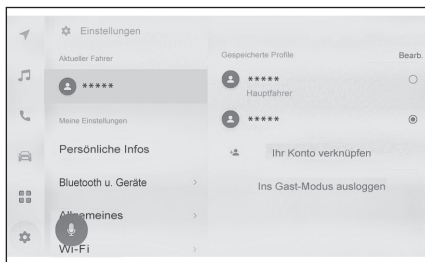 Einstellungen
Aktueller Fahrer
*****
Meine Einstellungen
Persönliche Infos
Bluetooth u. Geräte
Allgemeines
Wi-Fi
Gespeicherte Profile
Bearb.
*****
Hauptfahrer
*****
Ihr Konto verknüpfen
Ins Gast-Modus ausloggen